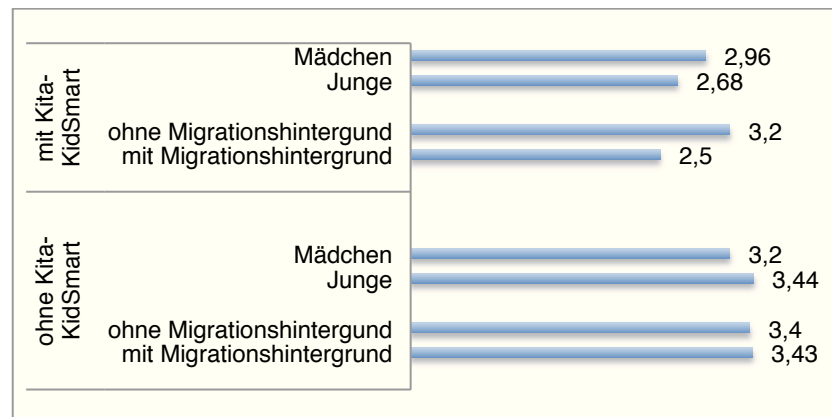 mit Kita-
KidSmart
Mädchen 2,96
Junge 2,68
ohne Migrationshintergund 3,2
mit Migrationshintergrund 2,5
ohne Kita-
KidSmart
Mädchen 3,2
Junge 3,44
ohne Migrationshintergund 3,4
mit Migrationshintergrund 3,43